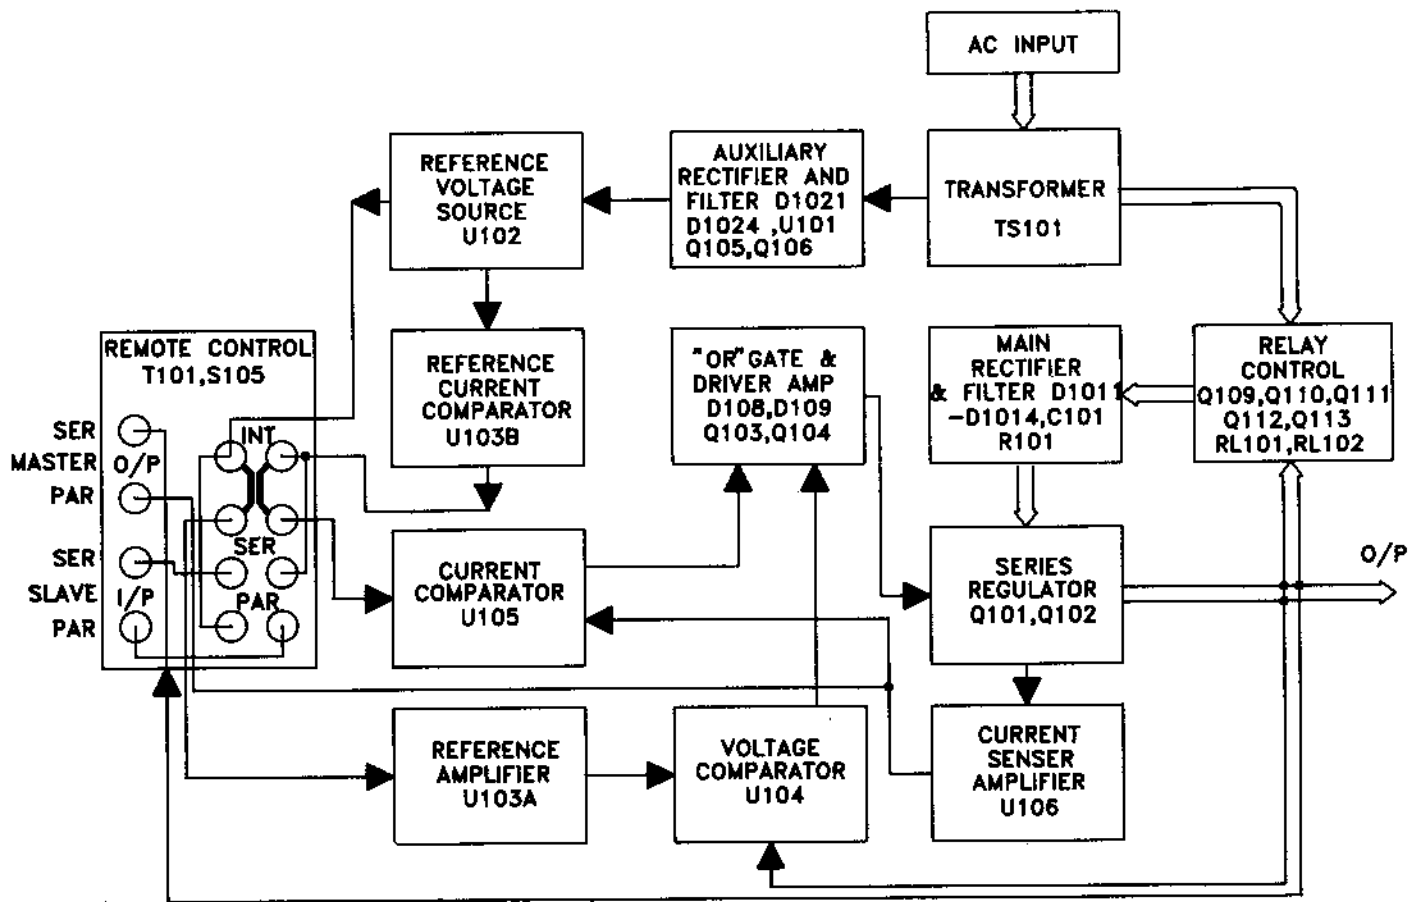 AC INPUT
REFERENCE
VOLTAGE
SOURCE
U102
AUXILIARY
RECTIFIER AND
FILTER D1021
D1024 ,U101
Q105,Q106
TRANSFORMER
TS101
REMOTE CONTROL
T101,S105
SER
MASTER O/P
PAR
SER
SLAVE I/P
PAR
INT
SER
PAR
REFERENCE
CURRENT
COMPARATOR
U103B
"OR"GATE &
DRIVER AMP
D108,D109
Q103,Q104
MAIN
RECTIFIER
& FILTER D1011
-D1014,C101
R101
RELAY
CONTROL
Q109,Q110,Q111
Q112,Q113
RL101,RL102
CURRENT
COMPARATOR
U105
SERIES
REGULATOR
Q101,Q102
O/P
REFERENCE
AMPLIFIER
U103A
VOLTAGE
COMPARATOR
U104
CURRENT
SENSER
AMPLIFIER
U106